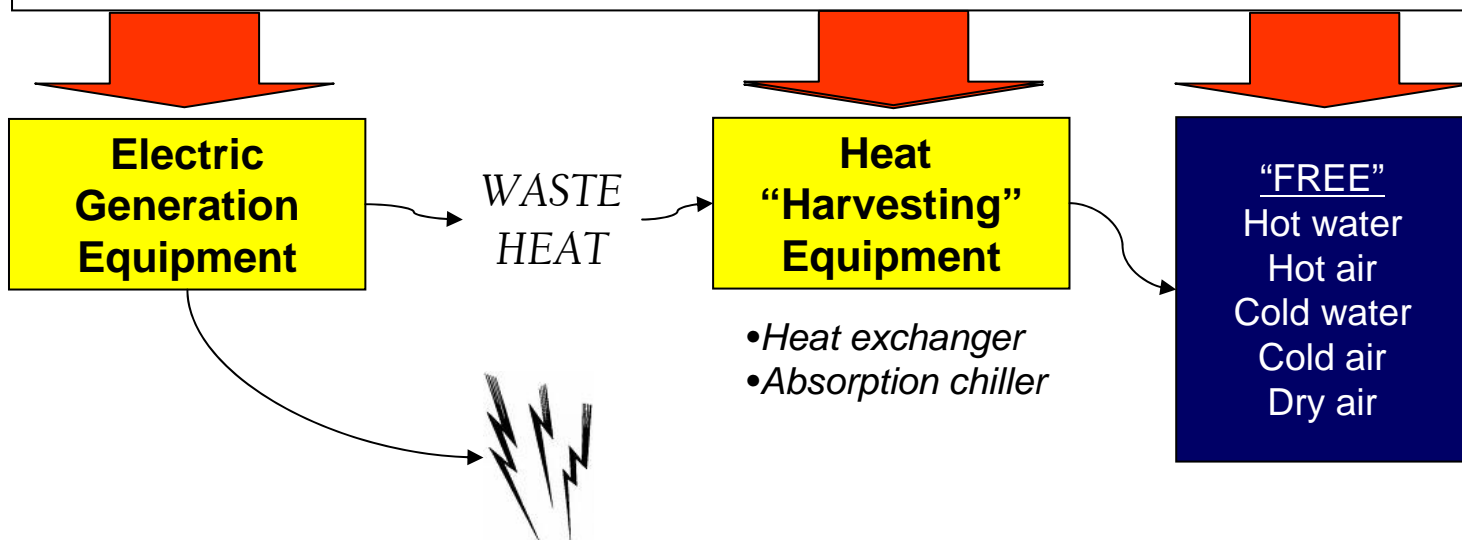 Electric
Generation
Equipment
WASTE
HEAT
Heat
“Harvesting”
Equipment
•Heat exchanger
•Absorption chiller
“FREE”
Hot water
Hot air
Cold water
Cold air
Dry air